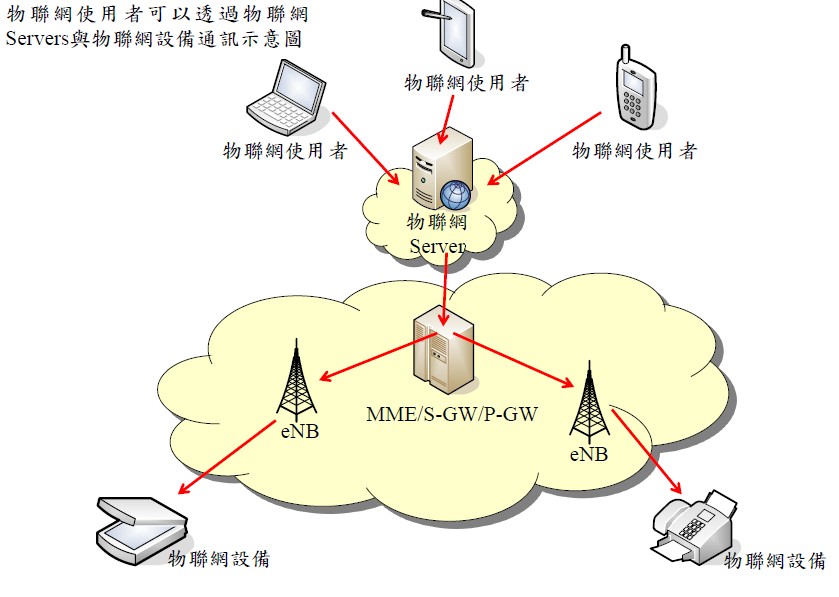 物聯網使用者可以透過物聯網
Servers與物聯網設備通訊示意圖
物聯網使用者
物聯網使用者
物聯網使用者
物聯網
Server
MME/S-GW/P-GW
eNB
eNB
物聯網設備
物聯網設備